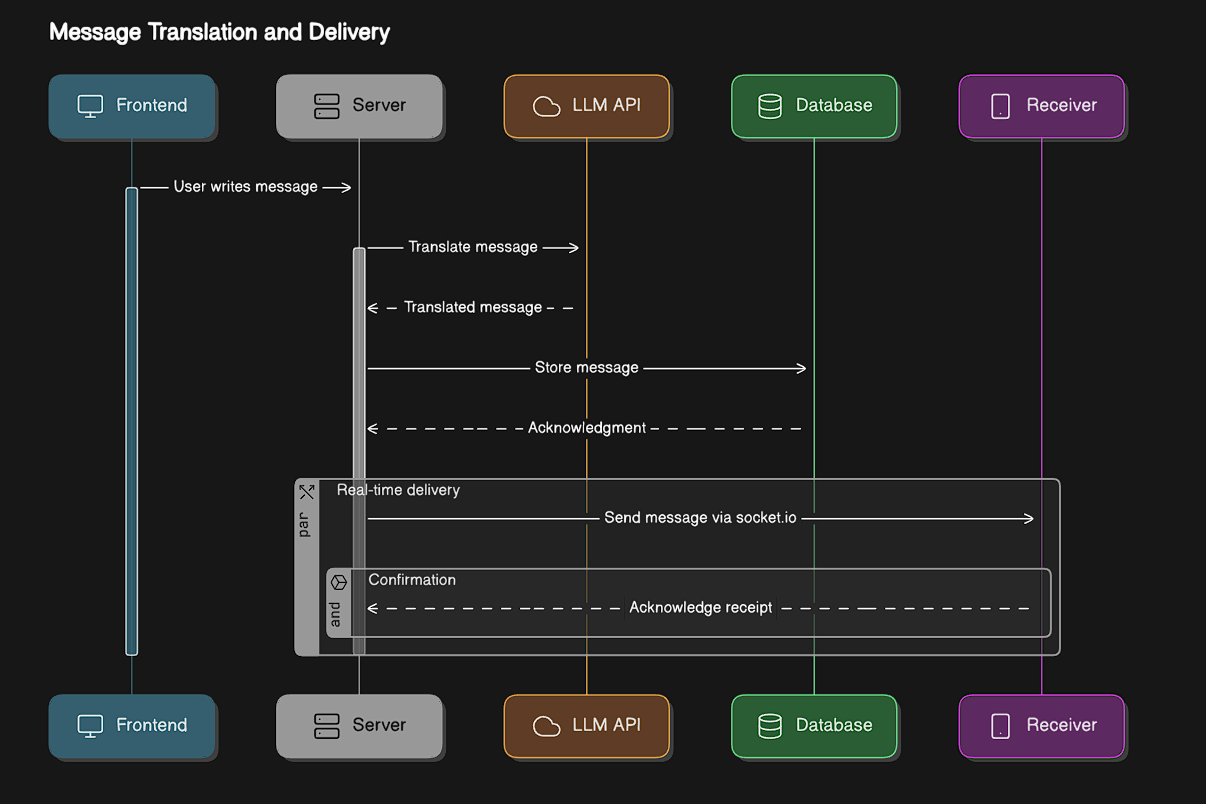 Message Translation and Delivery
Frontend
Server
LLM API
Database
Receiver
User writes message
Translate message
Translated message
Store message
Acknowledgment
par
Real-time delivery
Send message via socket.io
and
Confirmation
Acknowledge receipt
Frontend
Server
LLM API
Database
Receiver